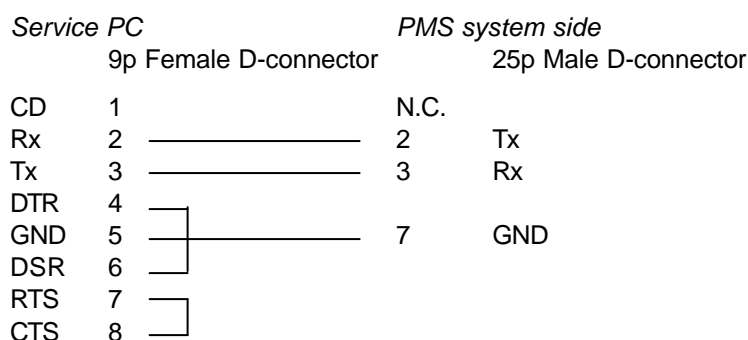 Service PC PMS system side
9p Female D-connector 25p Male D-connector
CD 1 N.C.
Rx 2 2 Tx
Tx 3 3 Rx
DTR 4
GND 5 7 GND
DSR 6
RTS 7
CTS 8